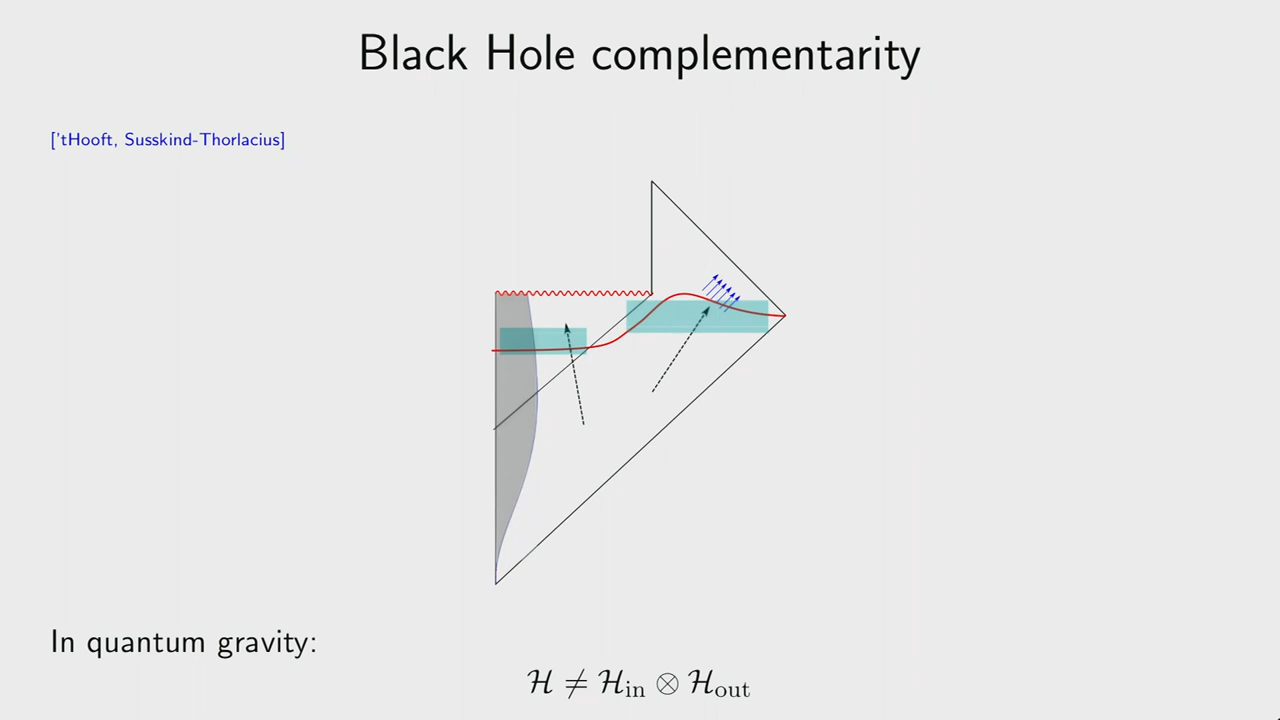 Black Hole complementarity
['tHooft, Susskind-Thorlacius]
In quantum gravity:
ℋ ≠ ℋ_in ⊗ ℋ_out